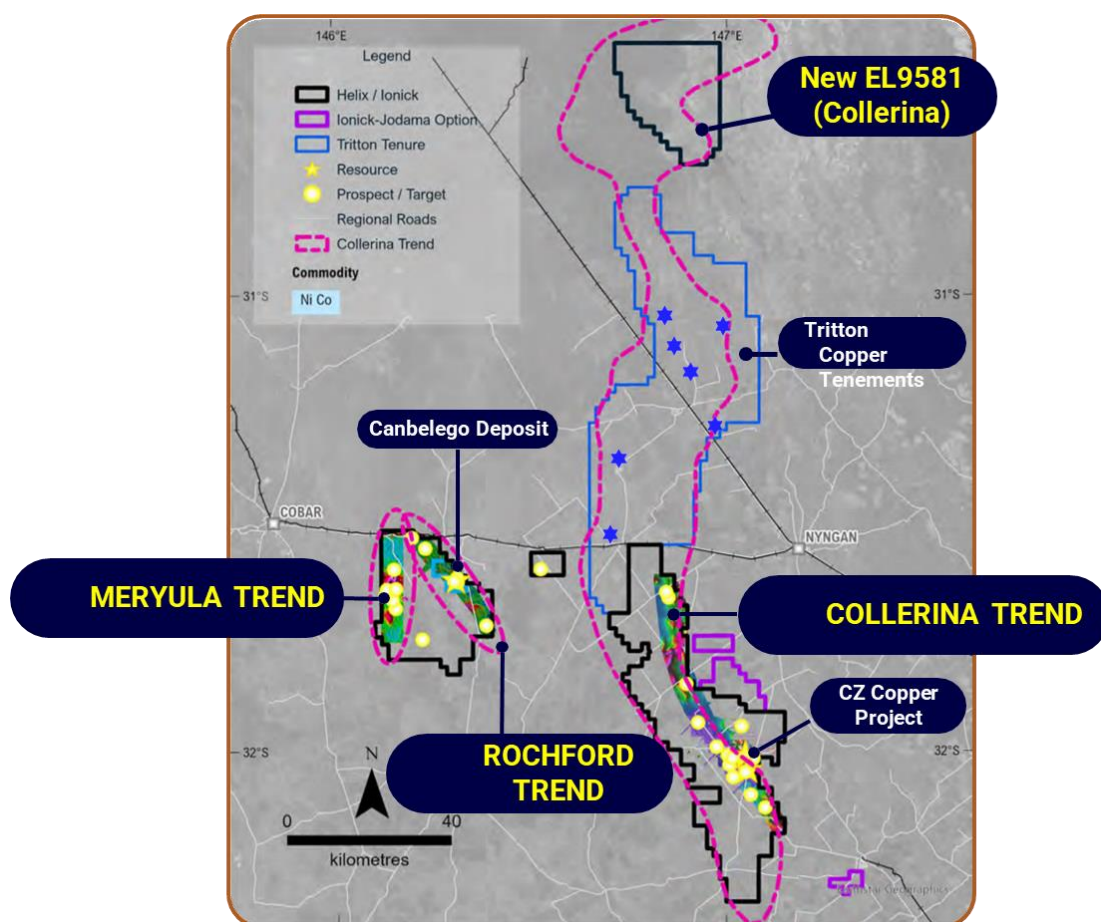 146°E
147°E
Legend
Helix / Ionick
Ionick-Jodama Option
Tritton Tenure
Resource
Prospect / Target
Regional Roads
Collerina Trend
Commodity
Ni Co
New EL9581
(Collerina)
31°S
31°S
Tritton
Copper
Tenements
Canbelego Deposit
COBAR
NYNGAN
MERYULA TREND
COLLERINA TREND
CZ Copper
Project
ROCHFORD
TREND
32°S
32°S
N
0
40
kilometres
Geographics